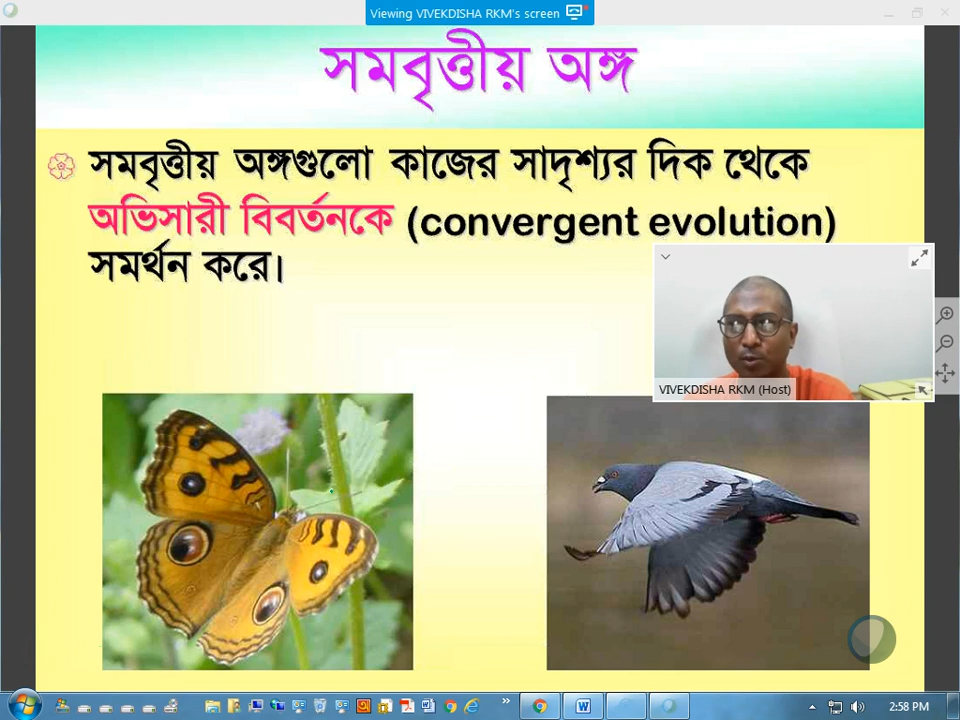 Viewing VIVEKDISHA RKM's screen
সমবৃত্তীয় অঙ্গ
সমবৃত্তীয় অঙ্গগুলো কাজের সাদৃশ্যর দিক থেকে
অভিসারী বিবর্তনকে (convergent evolution)
সমর্থন করে।
VIVEKDISHA RKM (Host)
2:58 PM